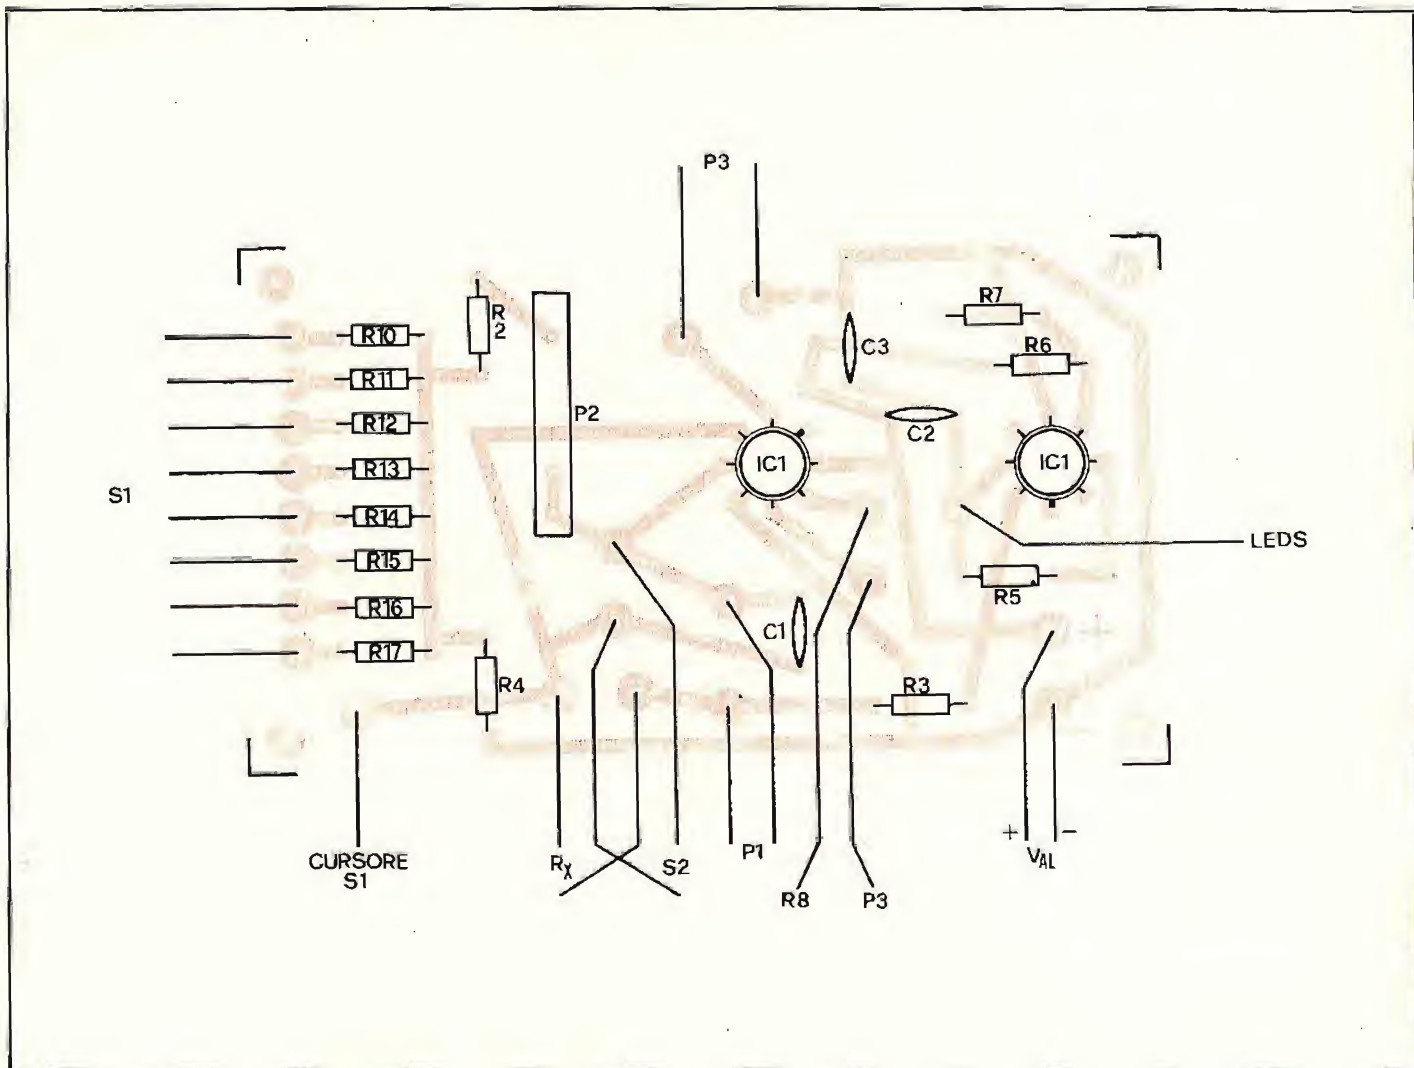 P3
R7
R10
R
2
C3
R6
R11
P2
R12
C2
IC1
IC1
R13
S1
R14
LEDS
R15
R5
R16
C1
R17
R4
R3
+
CURSORE
S1
RX
S2
P1
R8
P3
+
-
VAL